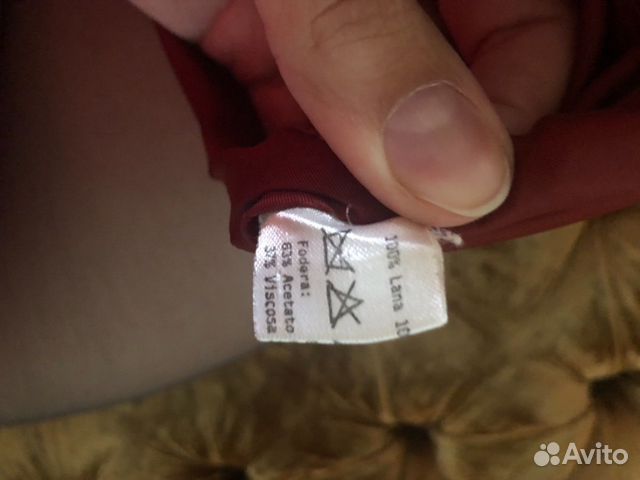 100% Lana 10
Fodera:
63% Acetato
37% Viscosa
Avito